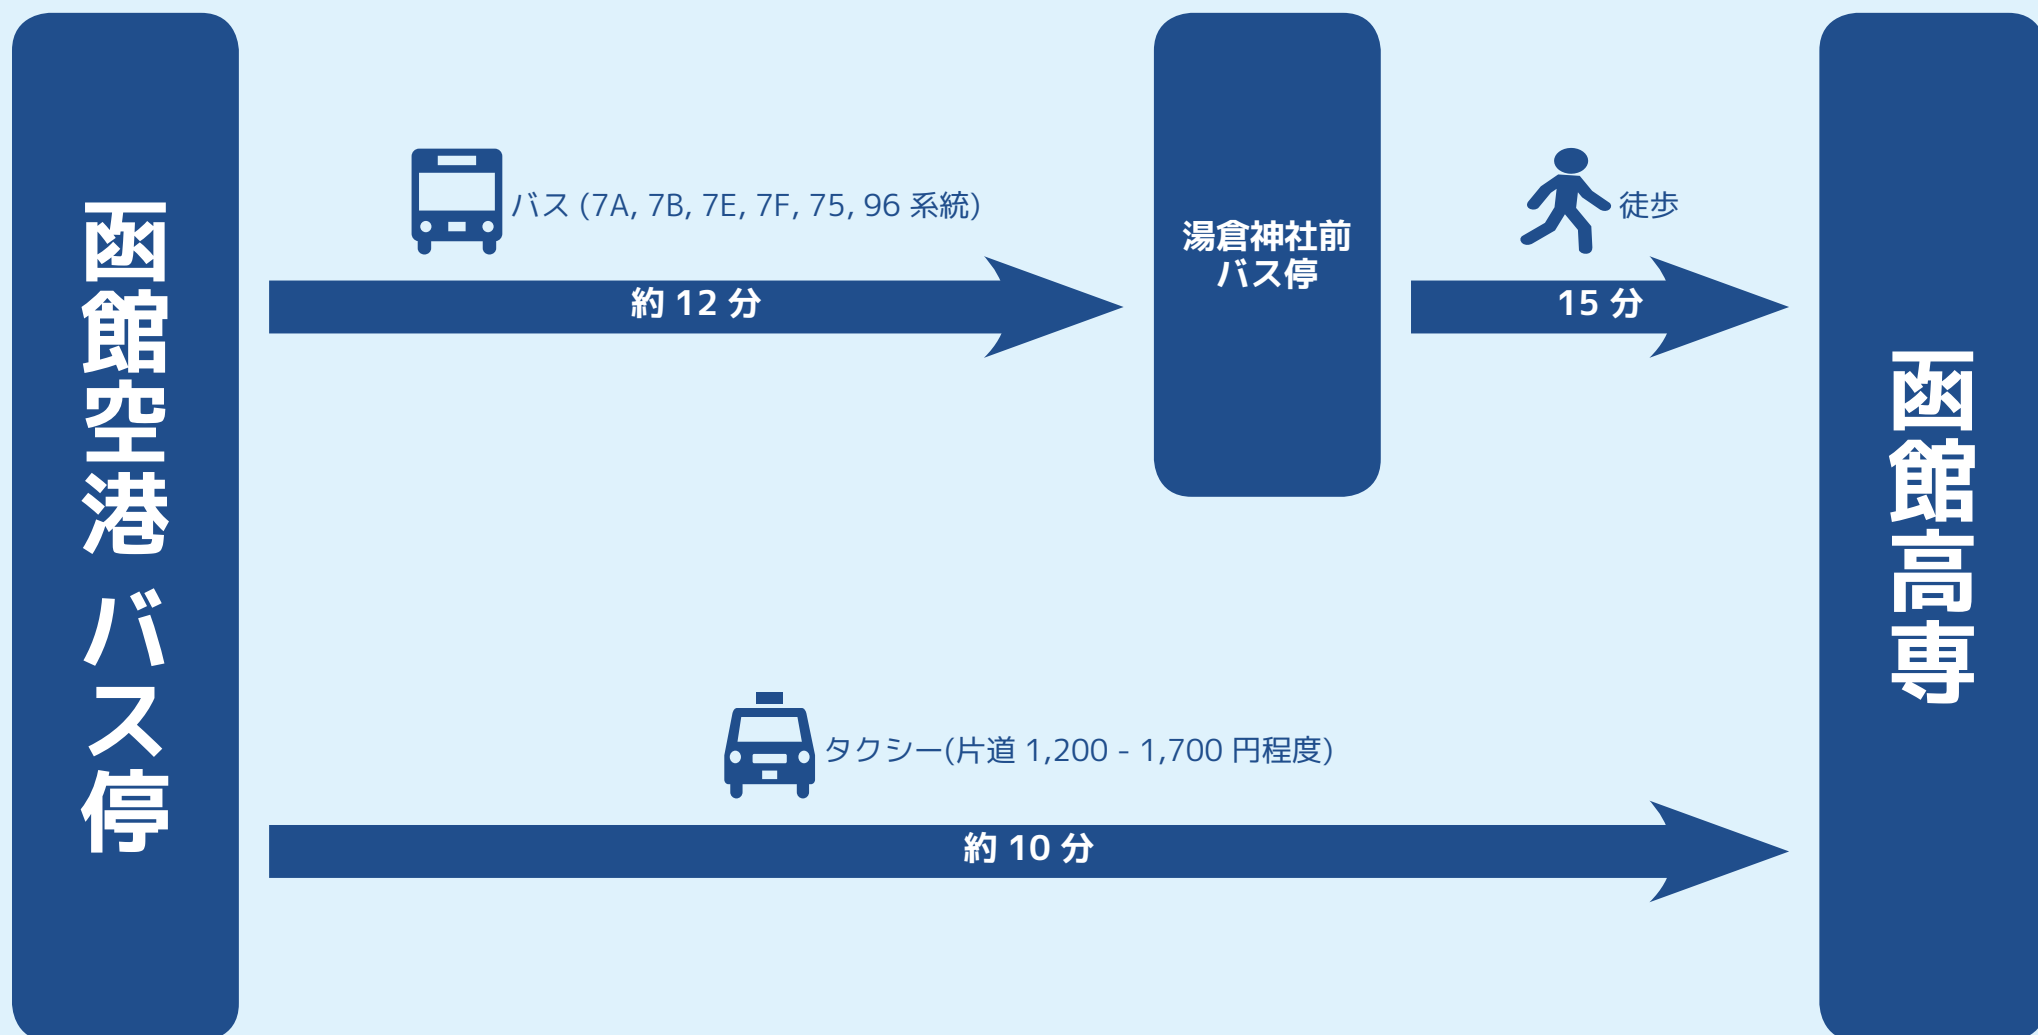 函館空港 バス停
バス (7A, 7B, 7E, 7F, 75, 96 系統)
約 12 分
湯倉神社前
バス停
徒歩
15 分
タクシー(片道 1,200 - 1,700 円程度)
約 10 分
函館高専